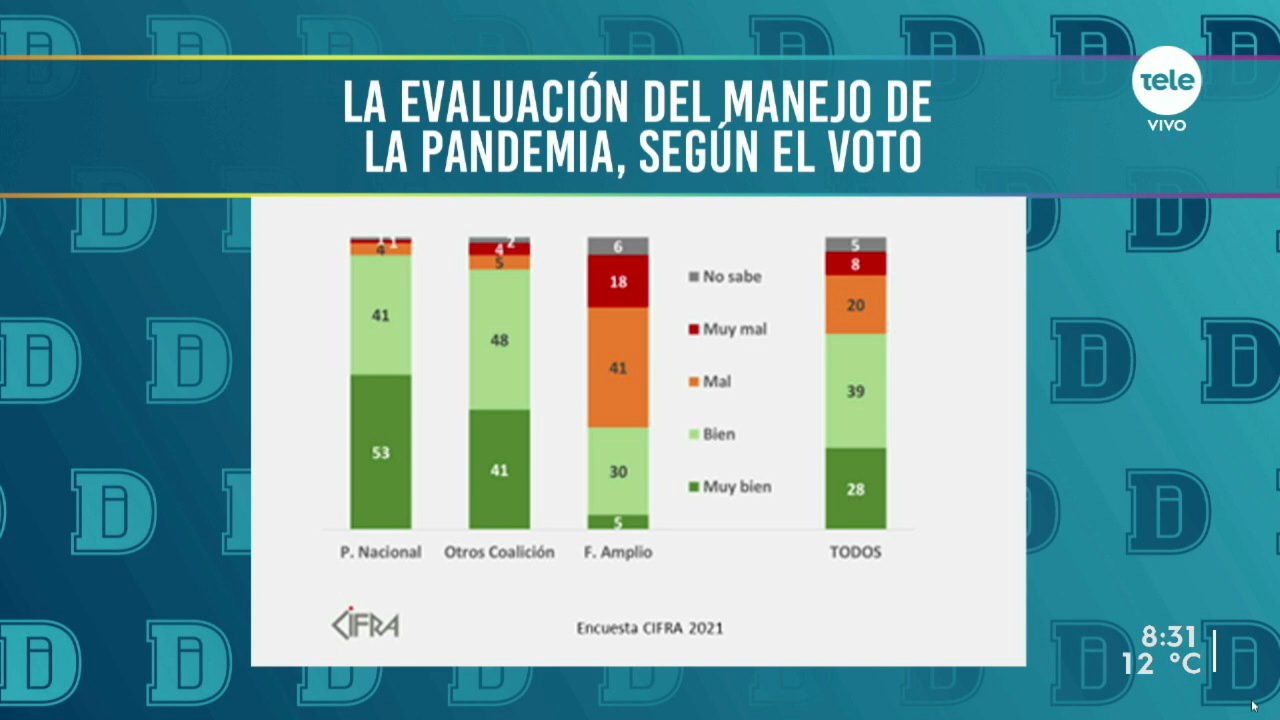 LA EVALUACIÓN DEL MANEJO DE
LA PANDEMIA, SEGÚN EL VOTO
tele
VIVO
1 1
4
41
53
2
4
5
48
41
6
18
41
30
5
No sabe
Muy mal
Mal
Bien
Muy bien
5
8
20
39
28
P. Nacional
Otros Coalición
F. Amplio
TODOS
CIFRA
Encuesta CIFRA 2021
8:31
12 °C